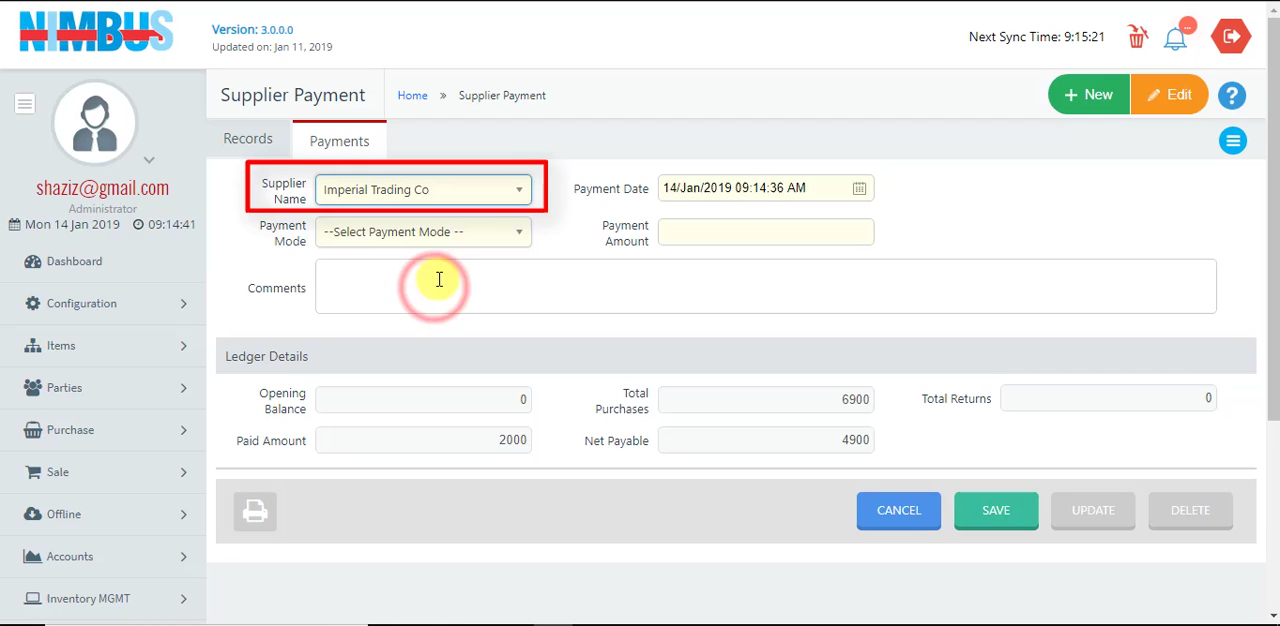 NIMBUS
Version: 3.0.0.0
Updated on: Jan 11, 2019
Next Sync Time: 9:15:21
...
shaziz@gmail.com
Administrator
Mon 14 Jan 2019 09:14:41
Dashboard
Configuration
Items
Parties
Purchase
Sale
Offline
Accounts
Inventory MGMT
Supplier Payment
Home » Supplier Payment
+ New
Edit
?
Records
Payments
Supplier Name
Imperial Trading Co
Payment Date
14/Jan/2019 09:14:36 AM
Payment Mode
--Select Payment Mode --
Payment Amount
Comments
Ledger Details
Opening Balance
0
Total Purchases
6900
Total Returns
0
Paid Amount
2000
Net Payable
4900
CANCEL
SAVE
UPDATE
DELETE